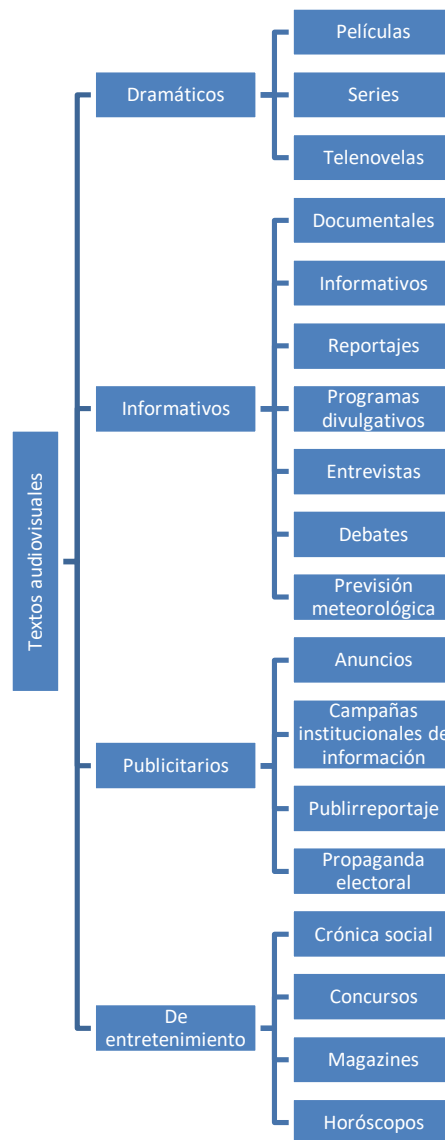 Textos audiovisuales
Dramáticos
Películas
Series
Telenovelas
Informativos
Documentales
Informativos
Reportajes
Programas
divulgativos
Entrevistas
Debates
Previsión
meteorológica
Publicitarios
Anuncios
Campañas
institucionales de
información
Publirreportaje
Propaganda
electoral
De
entretenimiento
Crónica social
Concursos
Magazines
Horóscopos